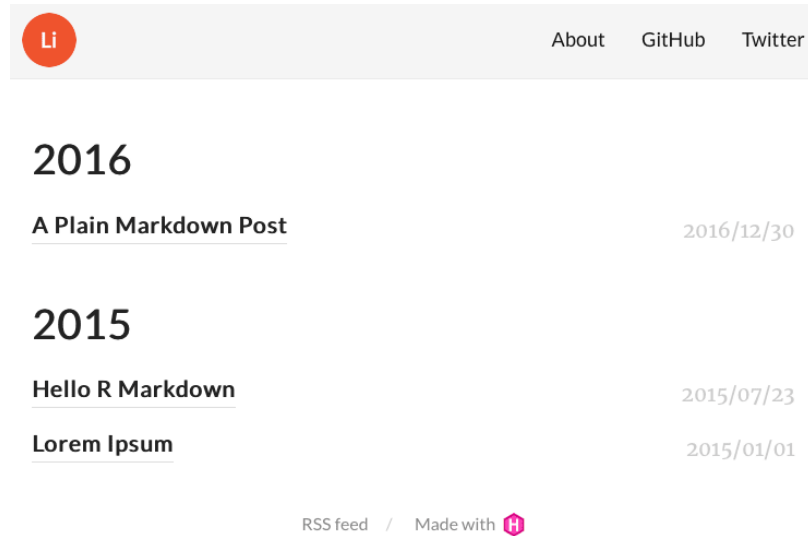 Li About GitHub Twitter
2016
A Plain Markdown Post 2016/12/30
2015
Hello R Markdown 2015/07/23
Lorem Ipsum 2015/01/01
RSS feed / Made with H